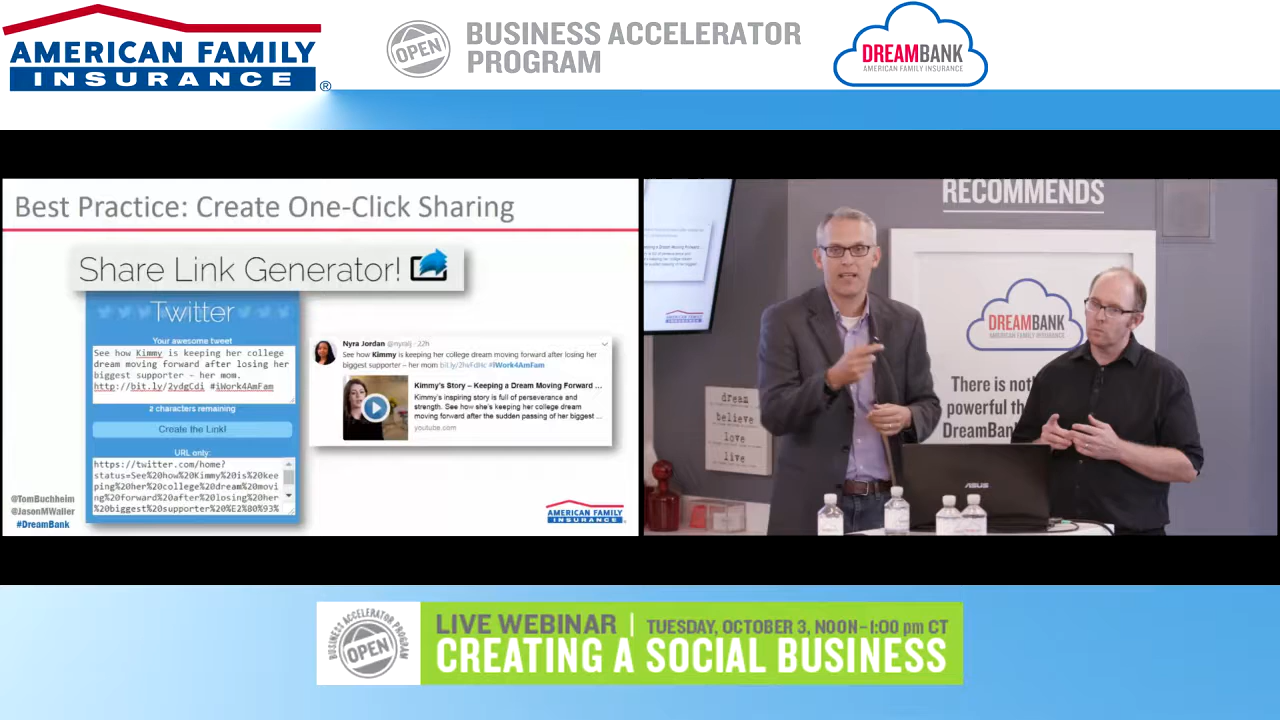 AMERICAN FAMILY
INSURANCE ®
OPEN
BUSINESS ACCELERATOR
PROGRAM
DREAMBANK
AMERICAN FAMILY INSURANCE
Best Practice: Create One-Click Sharing
Share Link Generator!
Twitter
Your awesome tweet
See how Kimmy is keeping her college
dream moving forward after losing her
biggest supporter – her mom.
http://bit.ly/2ydgCdi #iWork4AmFam
2 characters remaining
Create the Link!
URL only:
https://twitter.com/home?
status=See%20how%20Kimmy%20is%20kee
ping%20her%20college%20dream%20movi
ng%20forward%20after%20losing%20her
%20biggest%20supporter%20%E2%80%93%
Nyra Jordan @nyralj · 22h
See how Kimmy is keeping her college dream moving forward after losing her
biggest supporter – her mom bit.ly/2hvFdHc #IWork4AmFam
Kimmy's Story – Keeping a Dream Moving Forward ...
Kimmy's inspiring story is full of perseverance and
strength. See how she's keeping her college dream
moving forward after the sudden passing of her biggest ...
youtube.com
@TomBuchheim
@JasonMWaller
#DreamBank
AMERICAN FAMILY
INSURANCE
RECOMMENDS
DREAMBANK
AMERICAN FAMILY INSURANCE
There is
powerful
DreamBan
dream
believe
love
live
ASUS
BUSINESS ACCELERATOR PROGRAM
OPEN
LIVE WEBINAR | TUESDAY, OCTOBER 3, NOON–1:00 pm CT
CREATING A SOCIAL BUSINESS